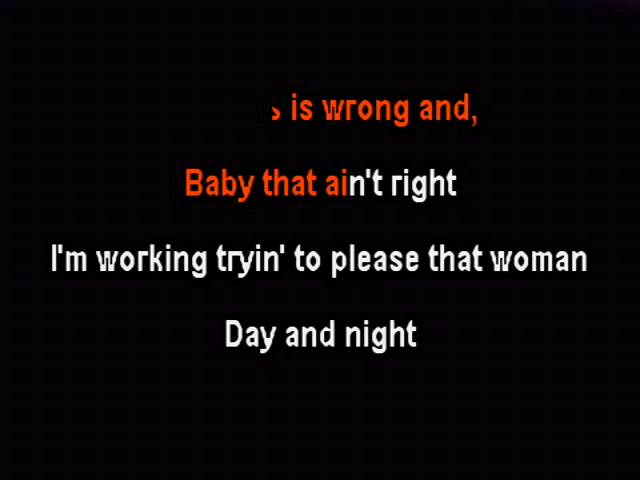 is wrong and,
Baby that ain't right
I'm working tryin' to please that woman
Day and night